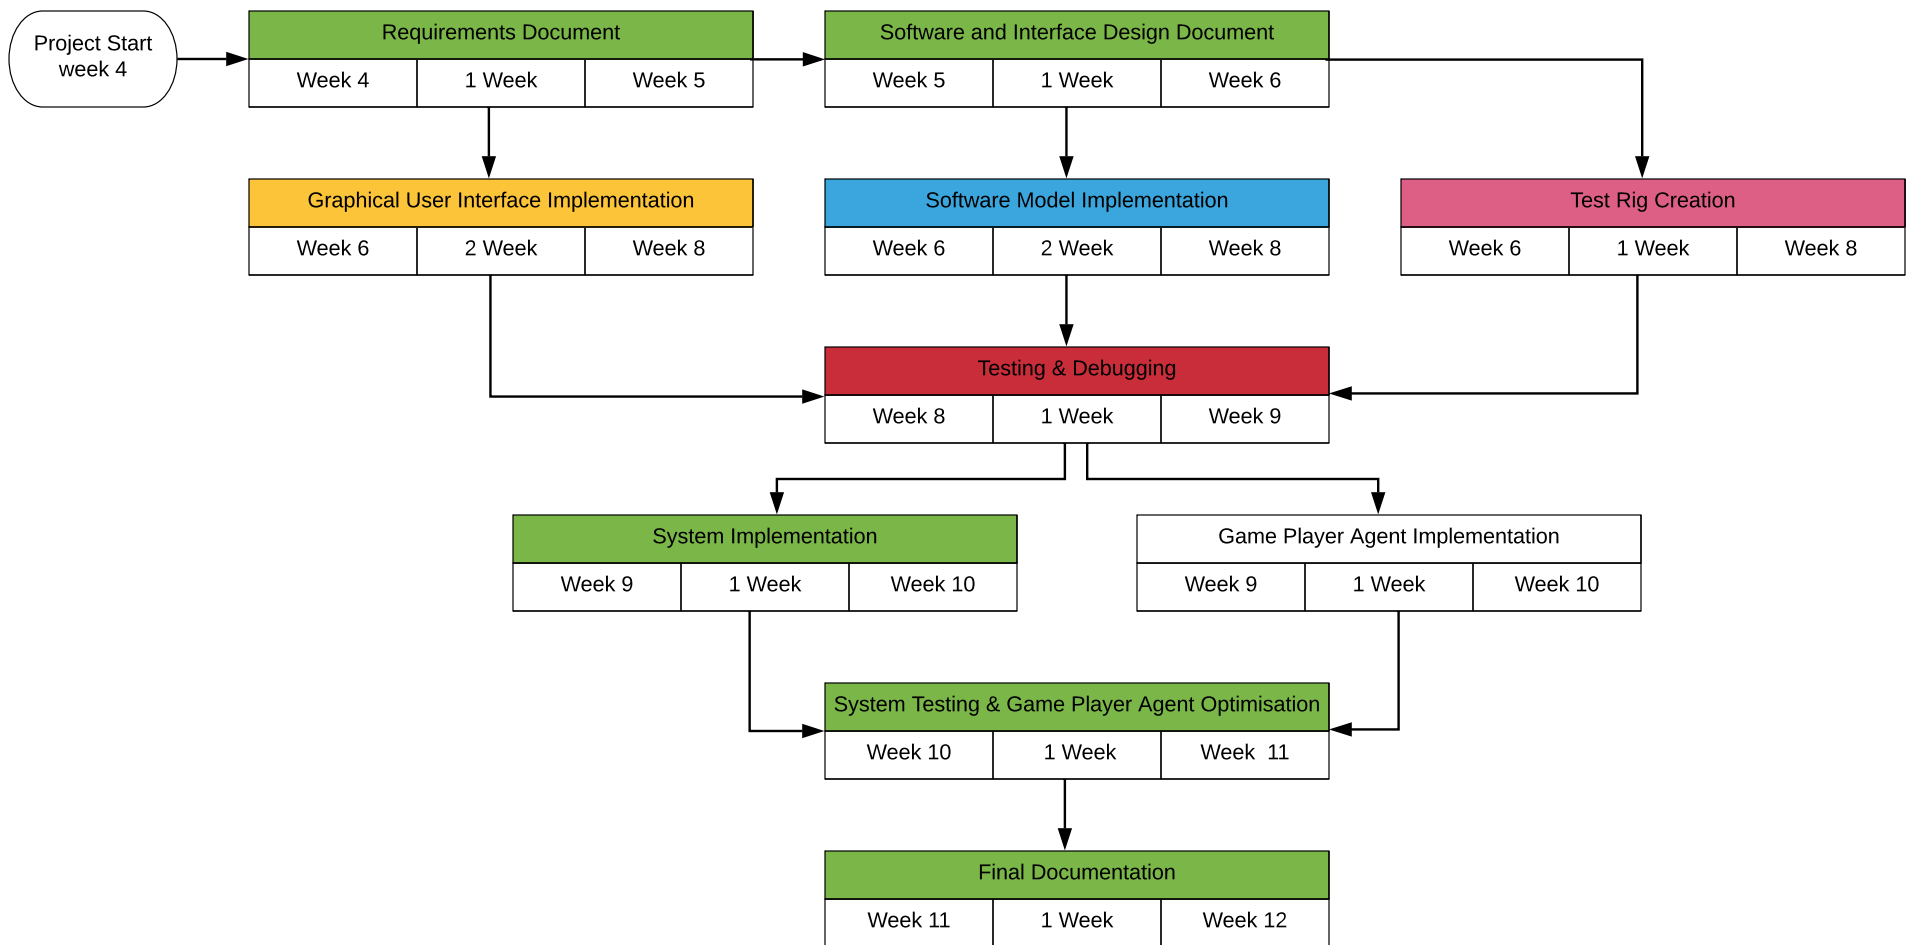 Project Start
week 4
Requirements Document
Week 4
1 Week
Week 5
Software and Interface Design Document
Week 5
1 Week
Week 6
Graphical User Interface Implementation
Week 6
2 Week
Week 8
Software Model Implementation
Week 6
2 Week
Week 8
Test Rig Creation
Week 6
1 Week
Week 8
Testing & Debugging
Week 8
1 Week
Week 9
System Implementation
Week 9
1 Week
Week 10
Game Player Agent Implementation
Week 9
1 Week
Week 10
System Testing & Game Player Agent Optimisation
Week 10
1 Week
Week  11
Final Documentation
Week 11
1 Week
Week 12